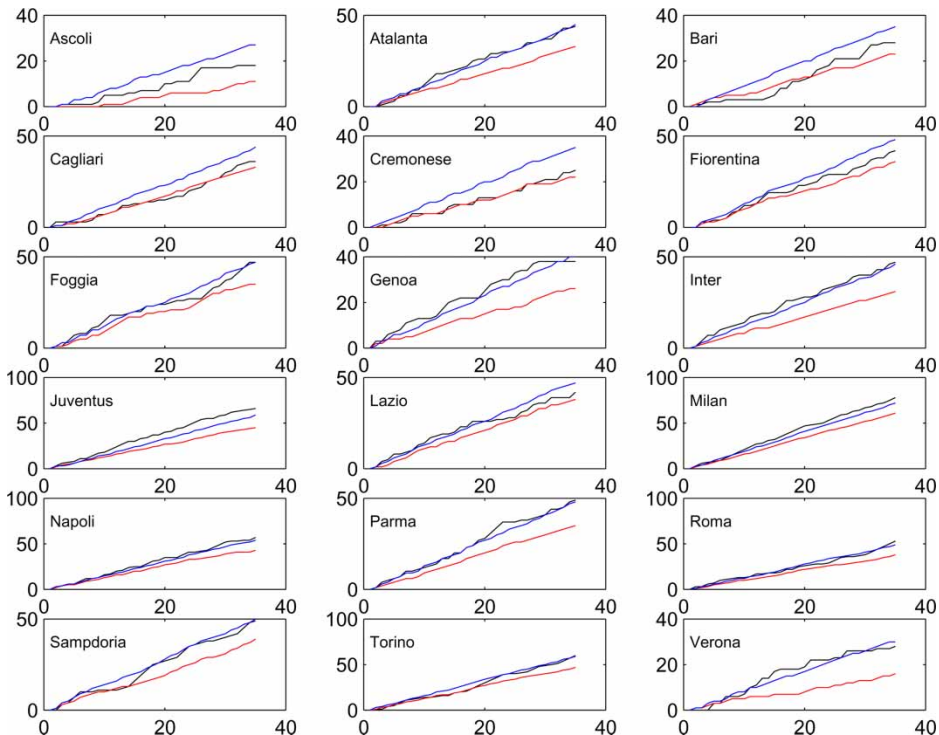 40
20
0
0 20 40
Ascoli
50
0
0 20 40
Atalanta
40
20
0
0 20 40
Bari
50
0
0 20 40
Cagliari
40
20
0
0 20 40
Cremonese
50
0
0 20 40
Fiorentina
50
0
0 20 40
Foggia
40
20
0
0 20 40
Genoa
50
0
0 20 40
Inter
100
50
0
0 20 40
Juventus
50
0
0 20 40
Lazio
100
50
0
0 20 40
Milan
100
50
0
0 20 40
Napoli
50
0
0 20 40
Parma
100
50
0
0 20 40
Roma
50
0
0 20 40
Sampdoria
100
50
0
0 20 40
Torino
40
20
0
0 20 40
Verona